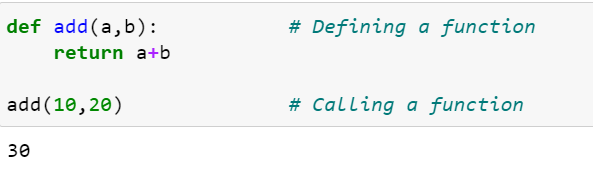 def add(a,b):             # Defining a function
    return a+b
add(10,20)                # Calling a function
30